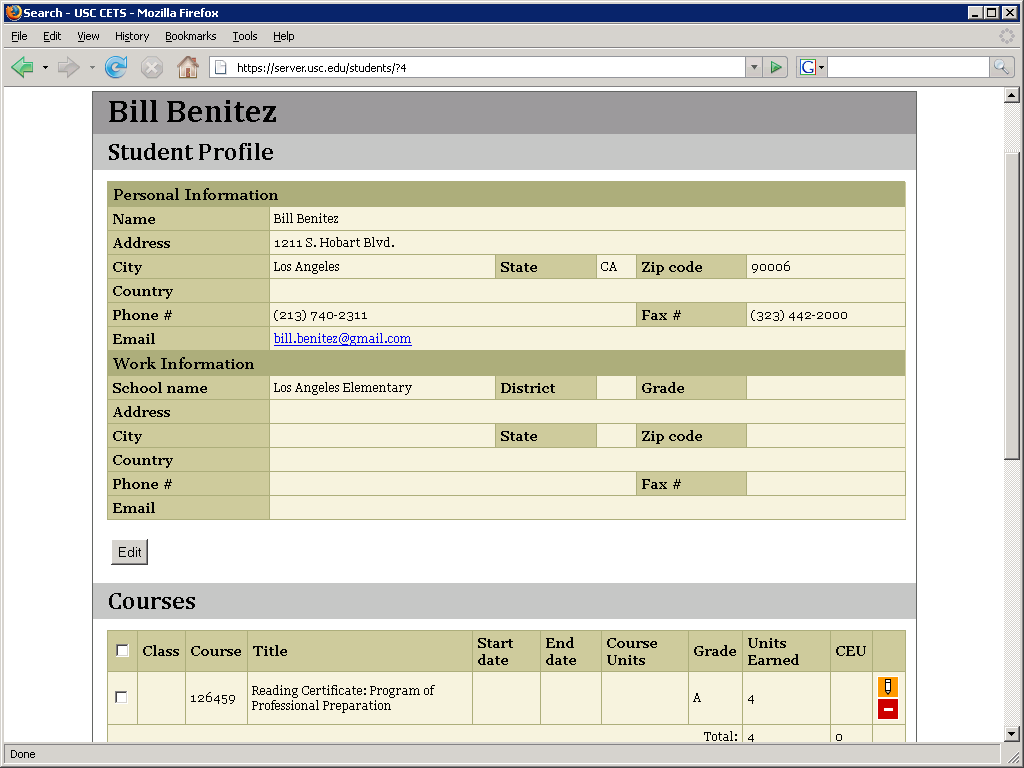 Search - USC CETS - Mozilla Firefox
File Edit View History Bookmarks Tools Help
https://server.usc.edu/students/?4
G
Bill Benitez
Student Profile
Personal Information
Name Bill Benitez
Address 1211 S. Hobart Blvd.
City Los Angeles State CA Zip code 90006
Country
Phone # (213) 740-2311 Fax # (323) 442-2000
Email bill.benitez@gmail.com
Work Information
School name Los Angeles Elementary District Grade
Address
City State Zip code
Country
Phone # Fax #
Email
Edit
Courses
Class Course Title Start date End date Course Units Grade Units Earned CEU
126459 Reading Certificate: Program of Professional Preparation A 4
Total: 4 0
Done